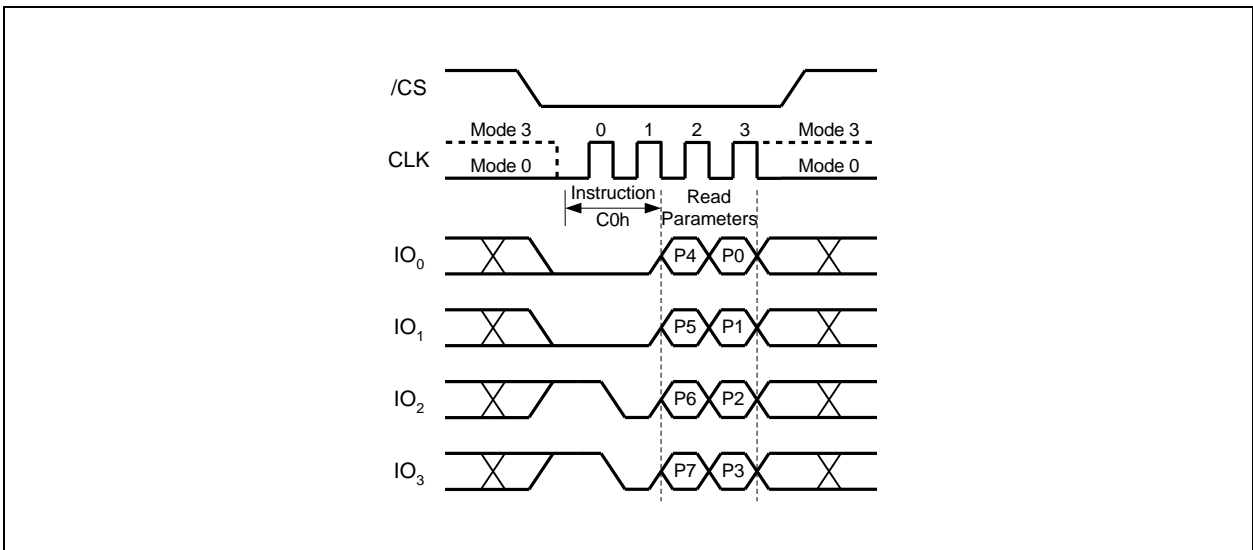 /CS
Mode 3 0 1 2 3 Mode 3
CLK
Mode 0 Mode 0
Instruction Read
C0h Parameters
IO0 P4 P0
IO1 P5 P1
IO2 P6 P2
IO3 P7 P3